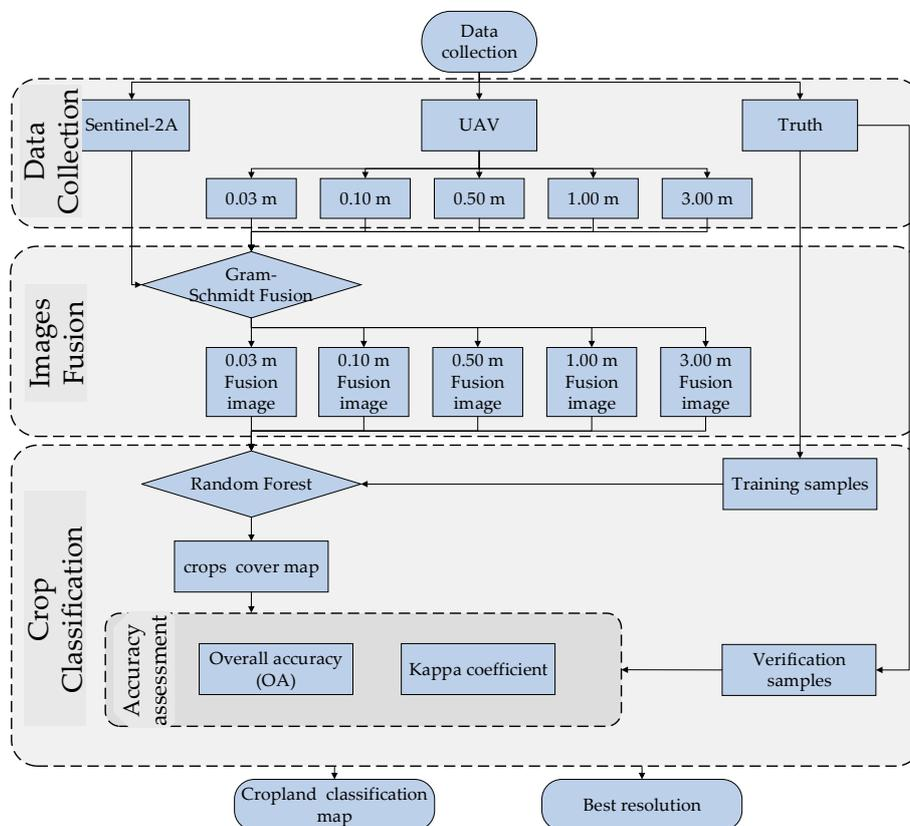 Data
collection
Data
Collection
Sentinel-2A
UAV
Truth
0.03 m
0.10 m
0.50 m
1.00 m
3.00 m
Images
Fusion
Gram-
Schmidt Fusion
0.03 m
Fusion
image
0.10 m
Fusion
image
0.50 m
Fusion
image
1.00 m
Fusion
image
3.00 m
Fusion
image
Crop
Classification
Random Forest
Training samples
crops cover map
Accuracy
assessment
Overall accuracy
(OA)
Kappa coefficient
Verification
samples
Cropland classification
map
Best resolution